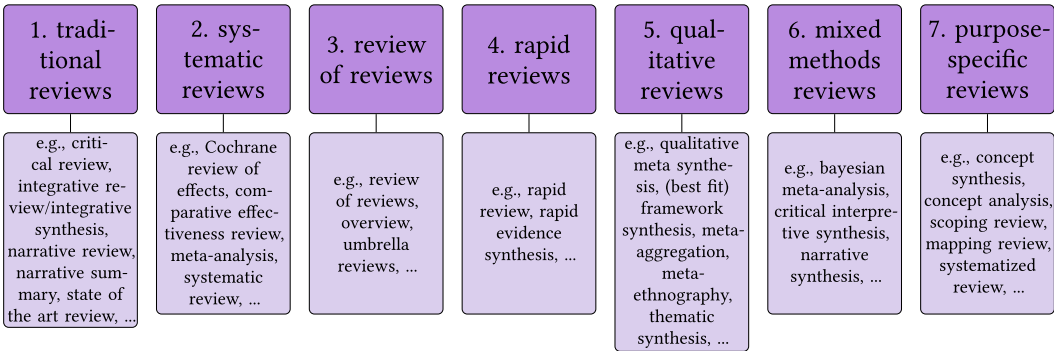 1. tradi-
tional
reviews
e.g., criti-
cal review,
integrative re-
view/integrative
synthesis,
narrative review,
narrative sum-
mary, state of
the art review, ...
2. sys-
tematic
reviews
e.g., Cochrane
review of
effects, com-
parative effec-
tiveness review,
meta-analysis,
systematic
review, ...
3. review
of reviews
e.g., review
of reviews,
overview,
umbrella
reviews, ...
4. rapid
reviews
e.g., rapid
review, rapid
evidence
synthesis, ...
5. qual-
itative
reviews
e.g., qualitative
meta synthe-
sis, (best fit)
framework
synthesis, meta-
aggregation,
meta-
ethnography,
thematic
synthesis, ...
6. mixed
methods
reviews
e.g., bayesian
meta-analysis,
critical interpre-
tive synthesis,
narrative
synthesis, ...
7. purpose-
specific
reviews
e.g., concept
synthesis,
concept analysis,
scoping review,
mapping review,
systematized
review, ...